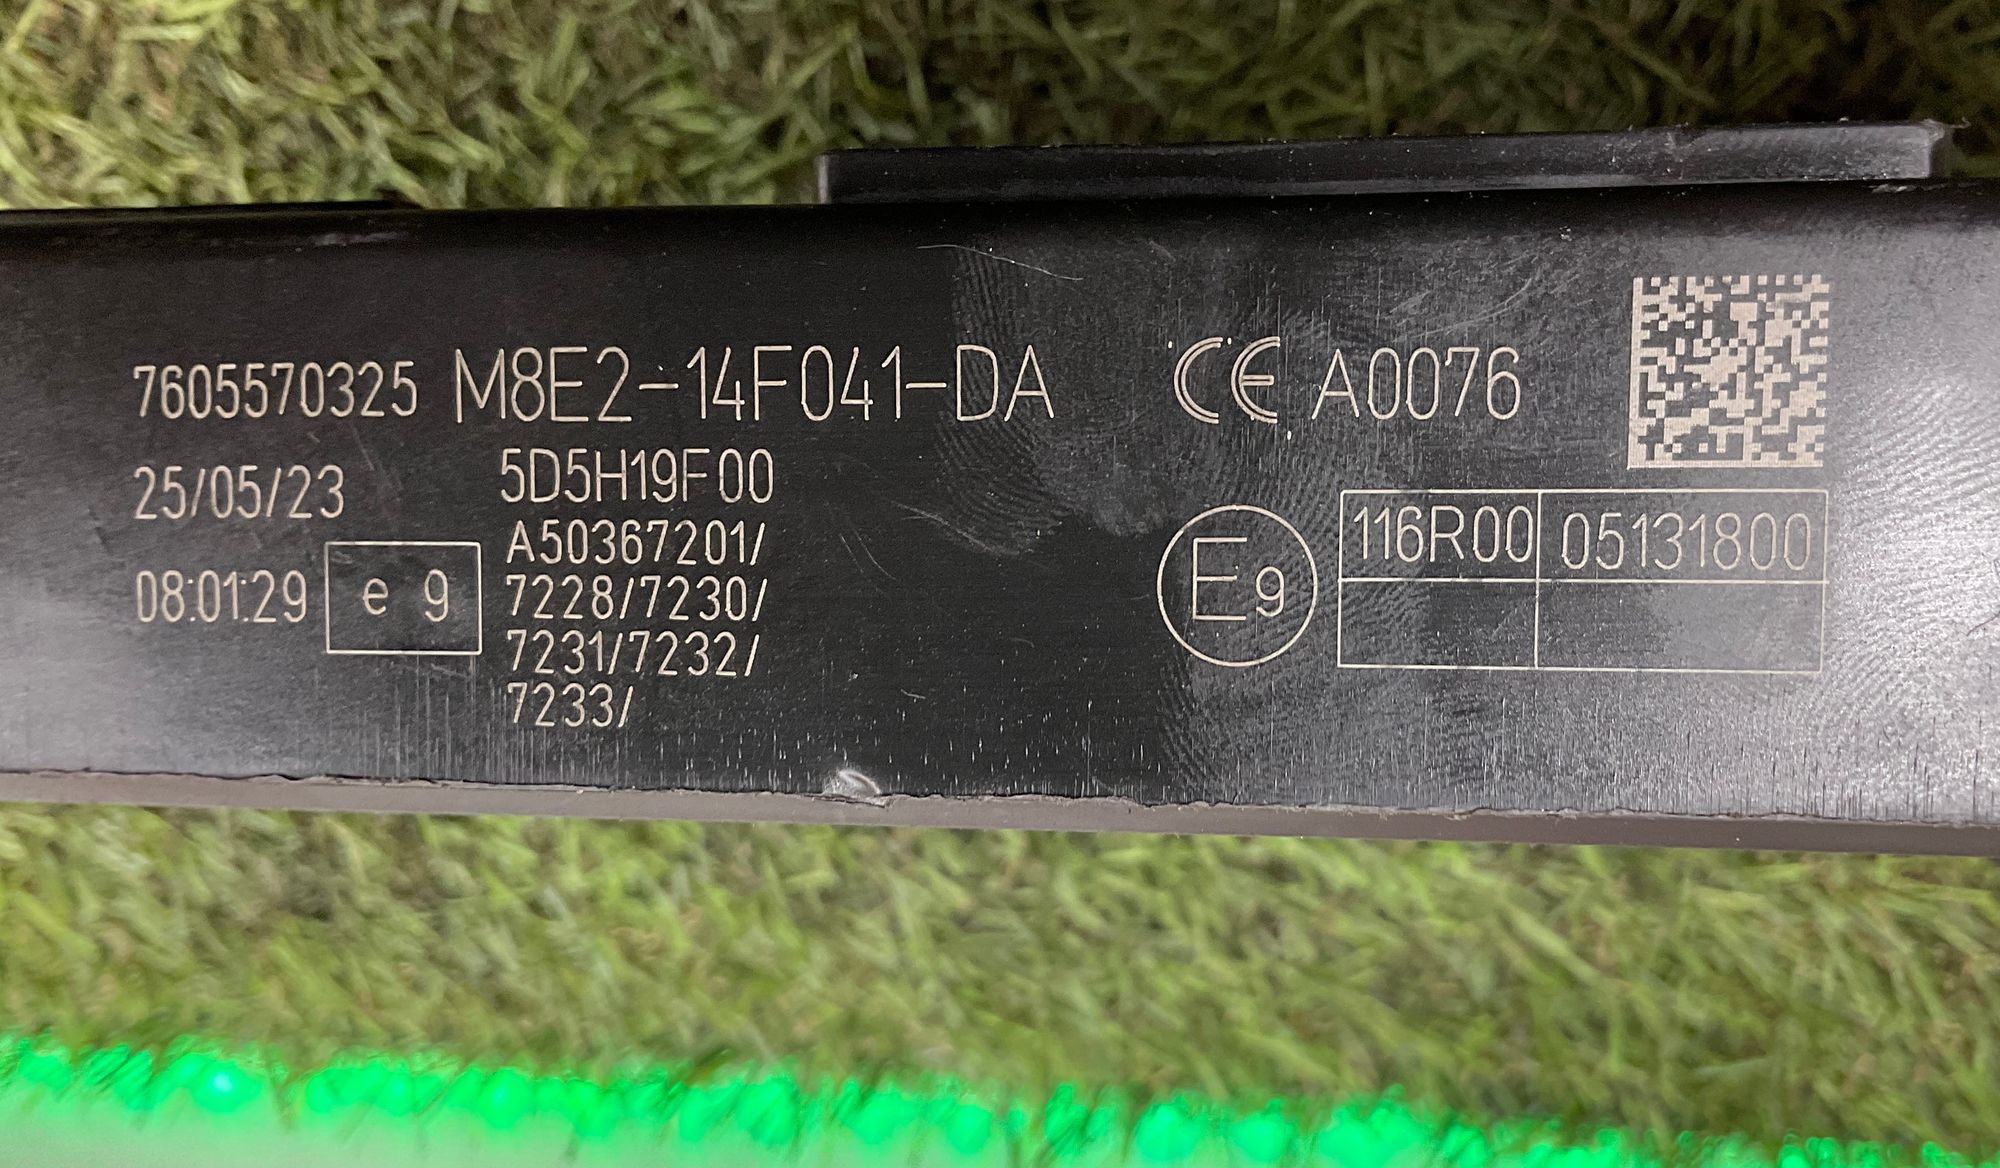 7605570325 M8E2-14F041-DA CE A0076
25/05/23
5D5H19F00
08:01:29 e 9
A50367201/
7228/7230/
7231/7232/
7233/
E9
116R00 05131800